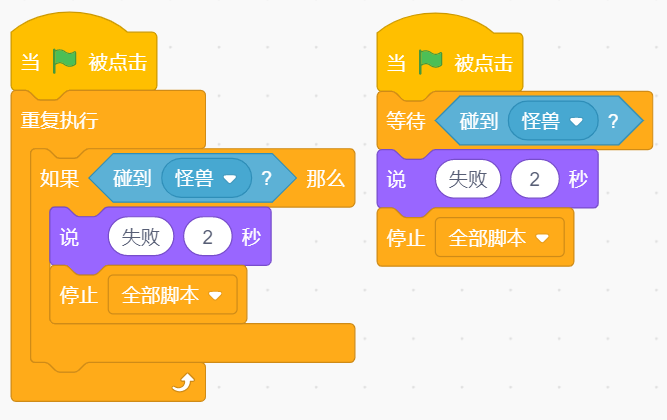 当 被点击
重复执行
如果 碰到 怪兽 ? 那么
说 失败 2 秒
停止 全部脚本
当 被点击
等待 碰到 怪兽 ?
说 失败 2 秒
停止 全部脚本